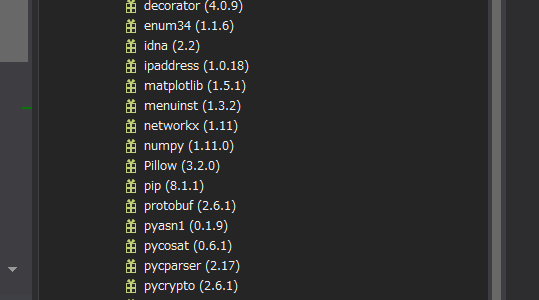 decorator (4.0.9)
enum34 (1.1.6)
idna (2.2)
ipaddress (1.0.18)
matplotlib (1.5.1)
menuinst (1.3.2)
networkx (1.11)
numpy (1.11.0)
Pillow (3.2.0)
pip (8.1.1)
protobuf (2.6.1)
pyasn1 (0.1.9)
pycosat (0.6.1)
pycparser (2.17)
pycrypto (2.6.1)